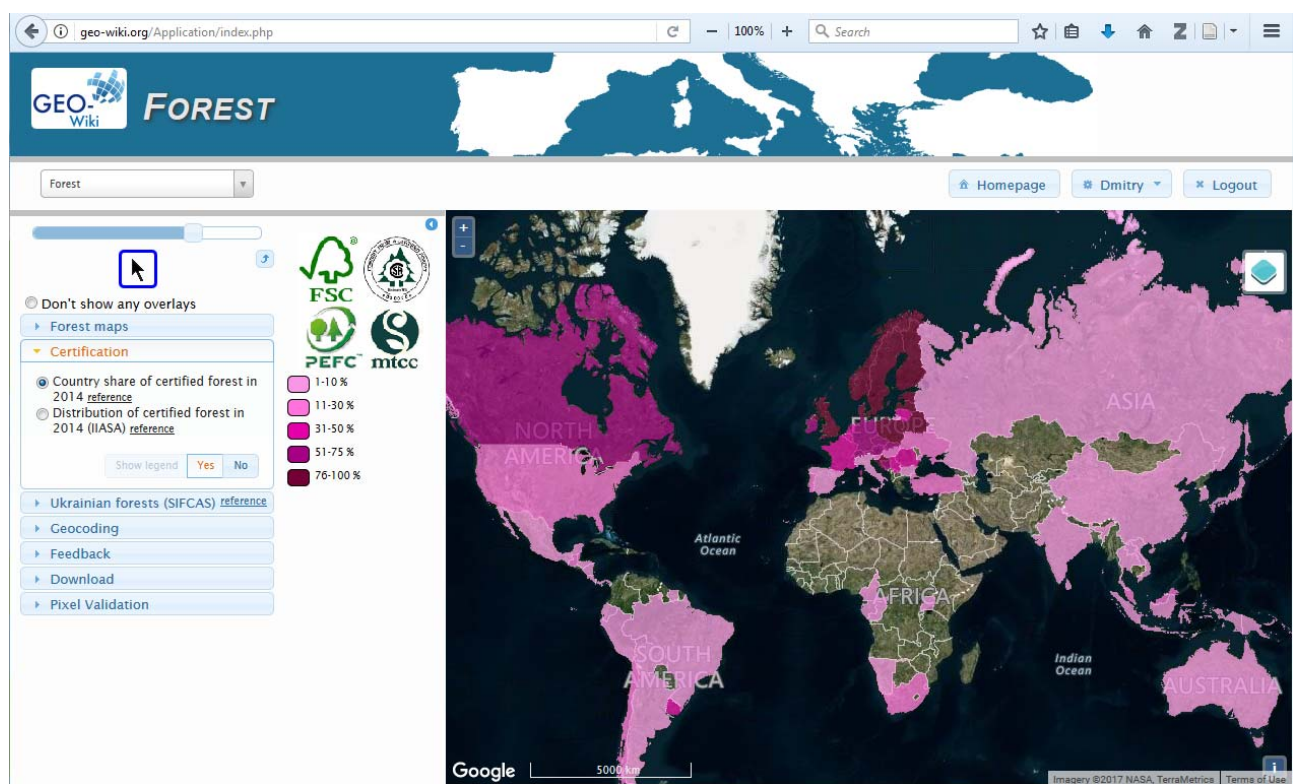 geo-wiki.org/Application/index.php
100%
Search
GEO-
Wiki
FOREST
Forest
Homepage
Dmitry
Logout
Don't show any overlays
Forest maps
Certification
Country share of certified forest in
2014 reference
Distribution of certified forest in
2014 (IIASA) reference
Show legend Yes No
Ukrainian forests (SIFCAS) reference
Geocoding
Feedback
Download
Pixel Validation
FSC
PEFC
mtcc
1-10 %
11-30 %
31-50 %
51-75 %
76-100 %
NORTH
AMERICA
EUROPE
ASIA
Atlantic
Ocean
AFRICA
SOUTH
AMERICA
Indian
Ocean
AUSTRALIA
Google
5000 km
Imagery ©2017 NASA, TerraMetrics
Terms of Use